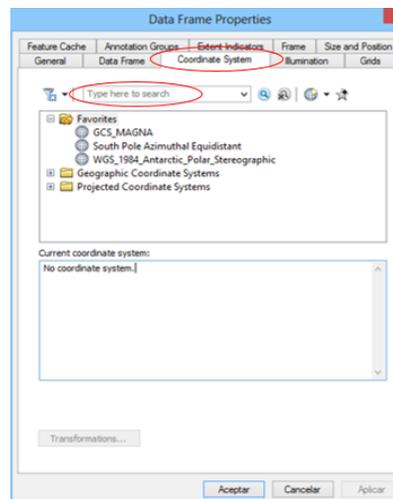 Data Frame Properties
Feature Cache Annotation Groups Extent Indicators Frame Size and Position
General Data Frame Coordinate System Illumination Grids
Type here to search
Favorites
GCS_MAGNA
South Pole Azimuthal Equidistant
WGS_1984_Antarctic_Polar_Stereographic
Geographic Coordinate Systems
Projected Coordinate Systems
Current coordinate system:
No coordinate system.
Transformations...
Aceptar Cancelar Aplicar